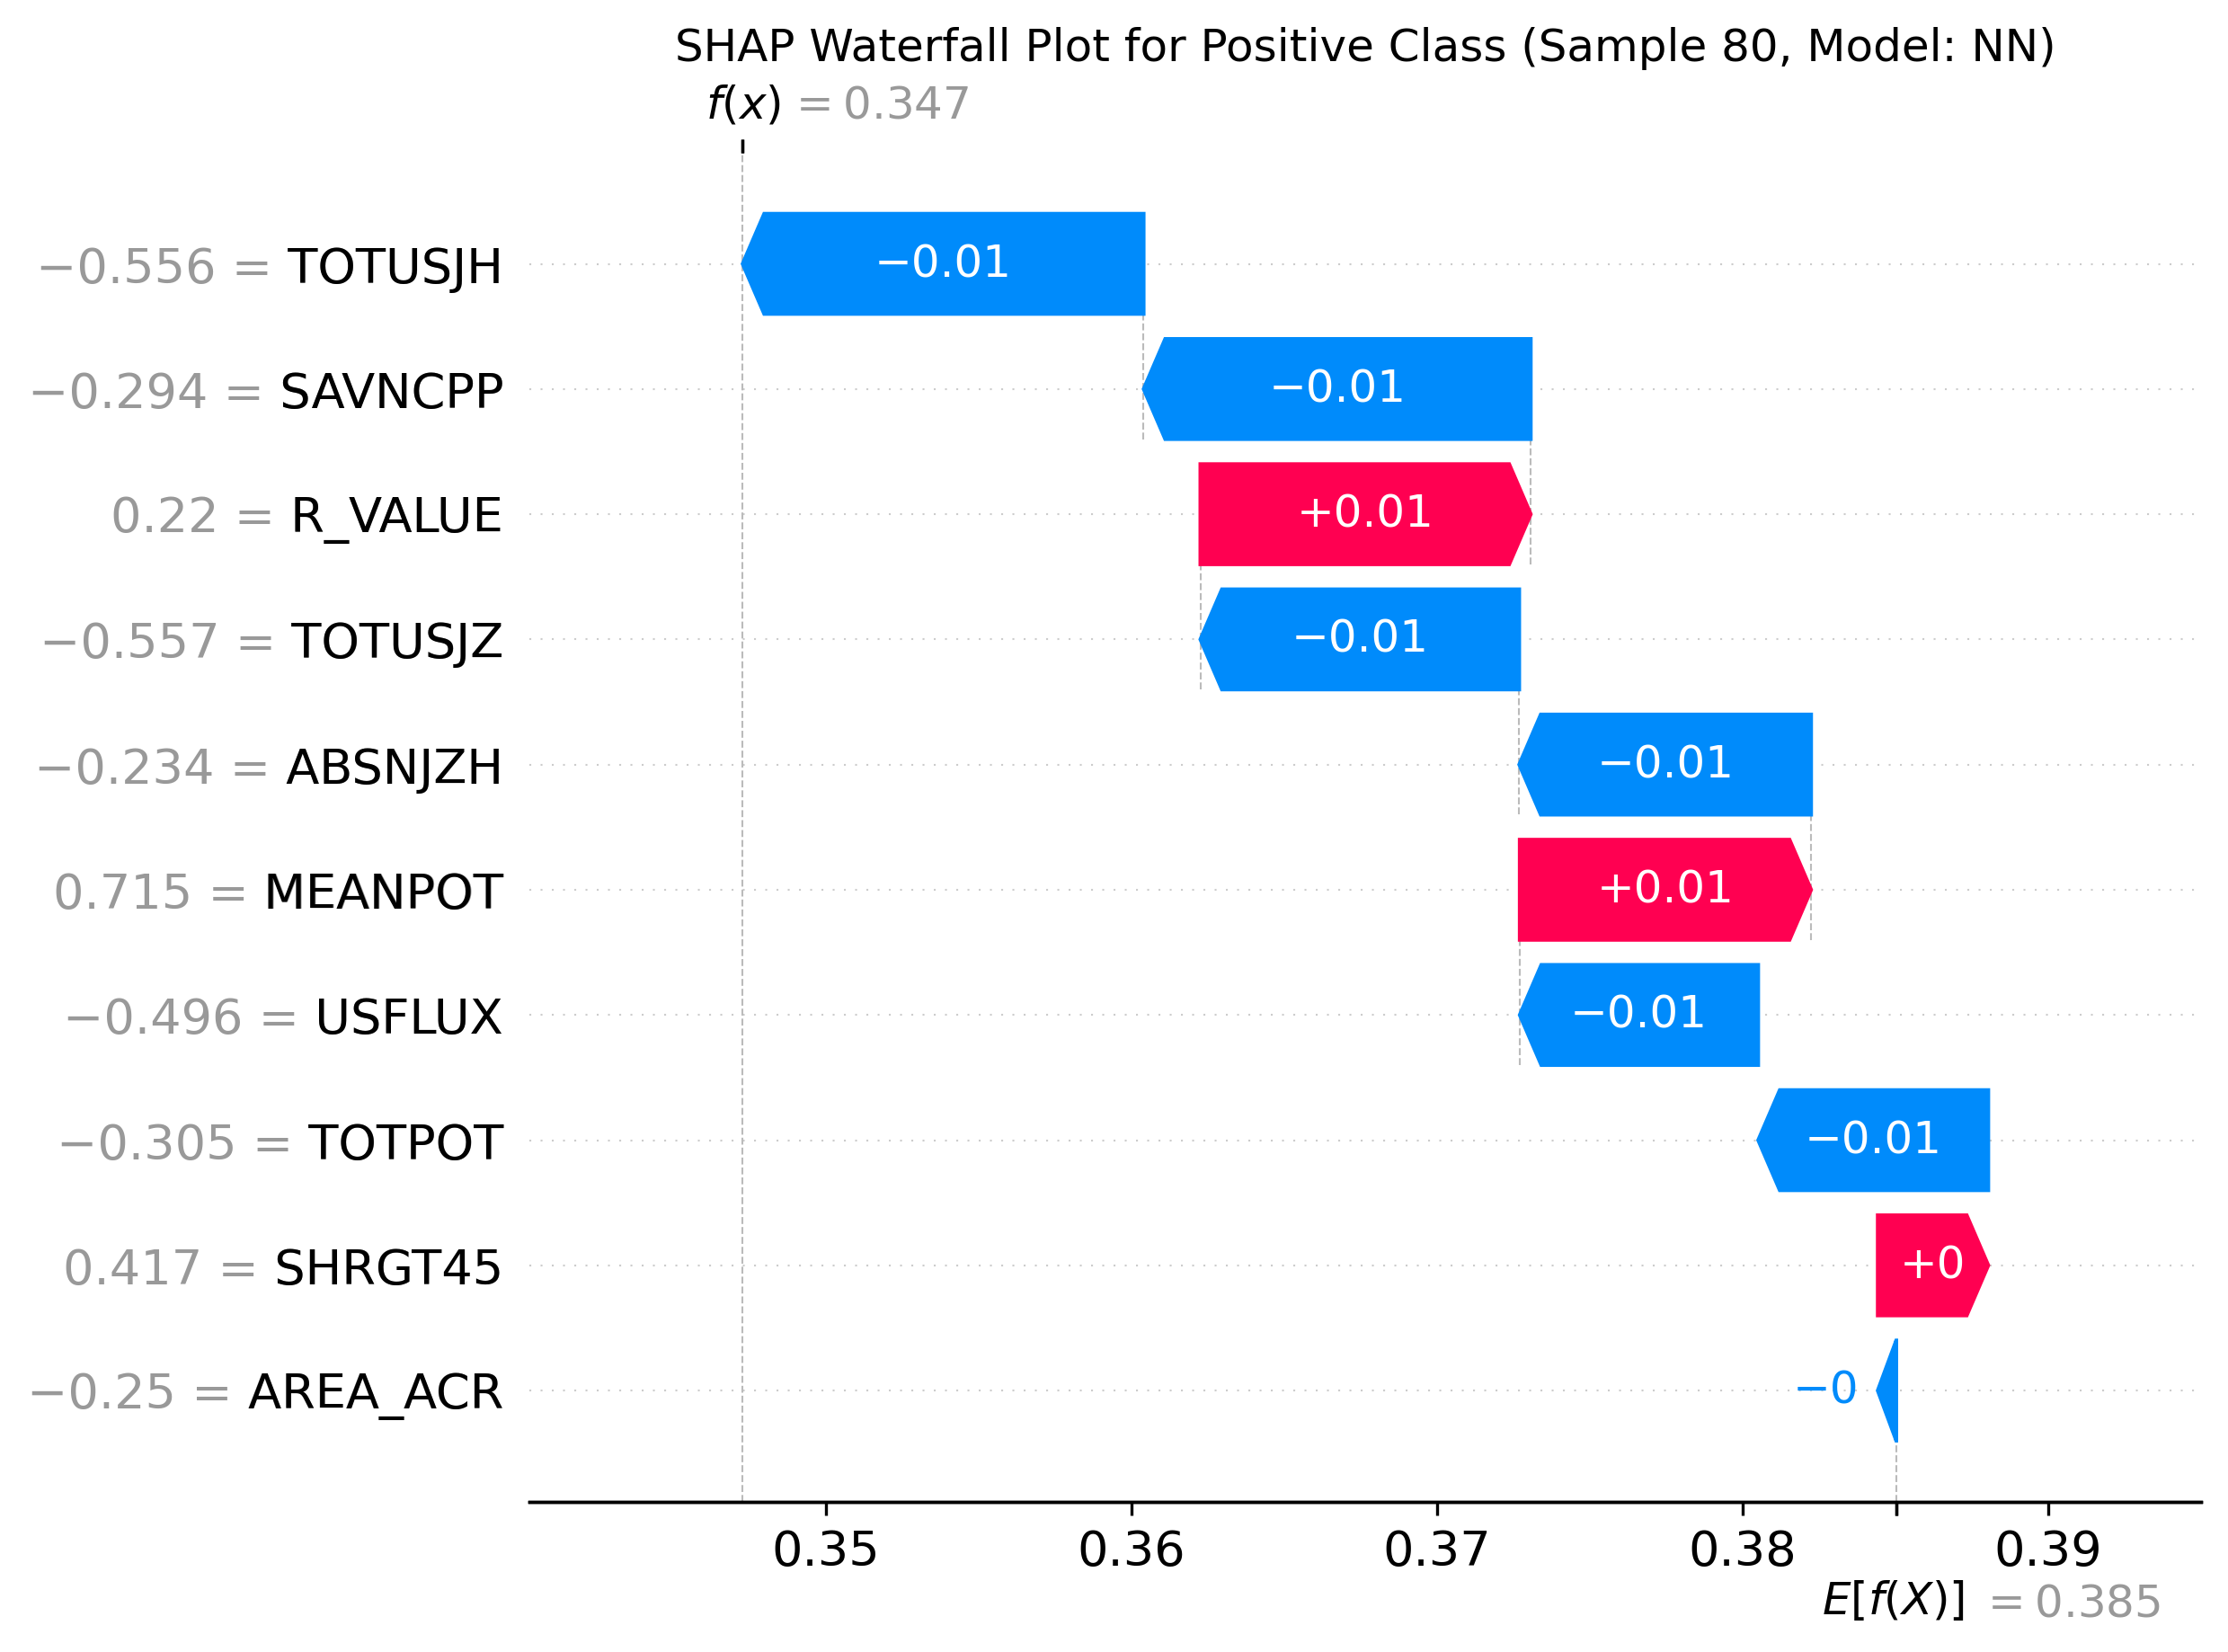 SHAP Waterfall Plot for Positive Class (Sample 80, Model: NN)
f(x) = 0.347
−0.556 = TOTUSJH −0.01
−0.294 = SAVNCPP −0.01
0.22 = R_VALUE +0.01
−0.557 = TOTUSJZ −0.01
−0.234 = ABSNJZH −0.01
0.715 = MEANPOT +0.01
−0.496 = USFLUX −0.01
−0.305 = TOTPOT −0.01
0.417 = SHRGT45 +0
−0.25 = AREA_ACR −0
0.35 0.36 0.37 0.38 0.39
E[f(X)] = 0.385